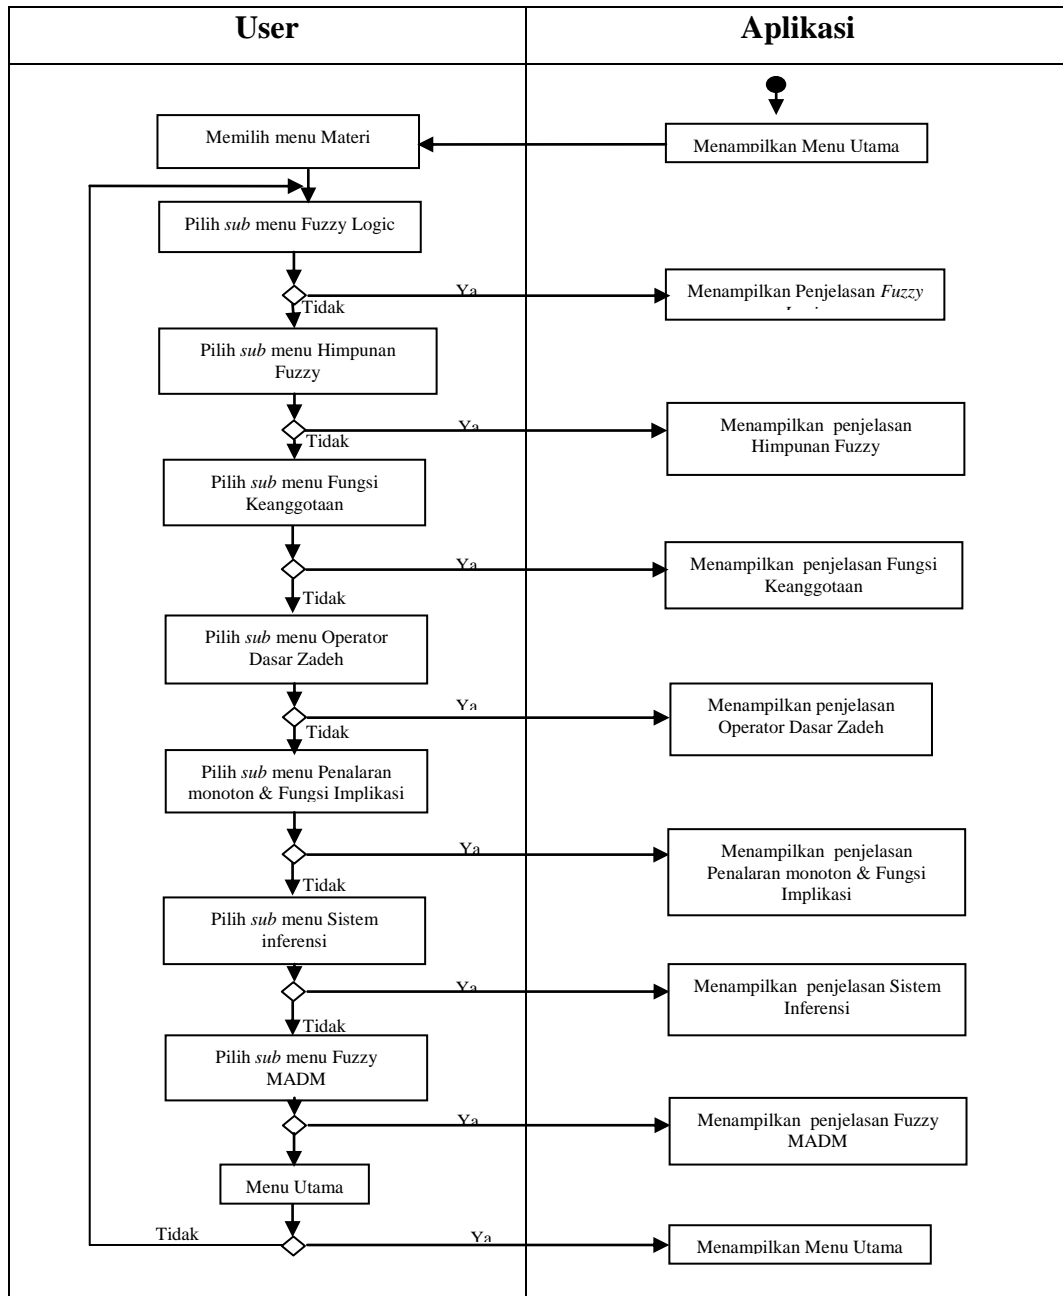 User
Aplikasi
Memilih menu Materi
Menampilkan Menu Utama
Pilih sub menu Fuzzy Logic
Ya
Menampilkan Penjelasan Fuzzy
Tidak
Pilih sub menu Himpunan
Fuzzy
Ya
Menampilkan penjelasan
Himpunan Fuzzy
Tidak
Pilih sub menu Fungsi
Keanggotaan
Ya
Menampilkan penjelasan Fungsi
Keanggotaan
Tidak
Pilih sub menu Operator
Dasar Zadeh
Ya
Menampilkan penjelasan
Operator Dasar Zadeh
Tidak
Pilih sub menu Penalaran
monoton & Fungsi Implikasi
Ya
Menampilkan penjelasan
Penalaran monoton & Fungsi
Implikasi
Tidak
Pilih sub menu Sistem
inferensi
Ya
Menampilkan penjelasan Sistem
Inferensi
Tidak
Pilih sub menu Fuzzy
MADM
Ya
Menampilkan penjelasan Fuzzy
MADM
Menu Utama
Tidak
Ya
Menampilkan Menu Utama